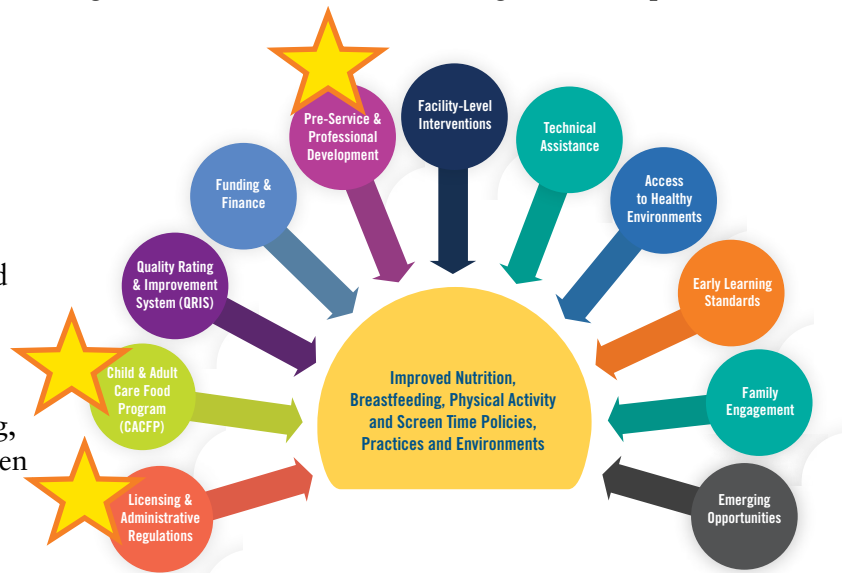 Pre-Service &
Professional
Development
Facility-Level
Interventions
Technical
Assistance
Funding &
Finance
Access
to Healthy
Environments
Quality Rating
& Improvement
System (QRIS)
Early Learning
Standards
Child & Adult
Care Food
Program
(CACFP)
Improved Nutrition,
Breastfeeding, Physical Activity
and Screen Time Policies,
Practices and Environments
Family
Engagement
Licensing &
Administrative
Regulations
Emerging
Opportunities